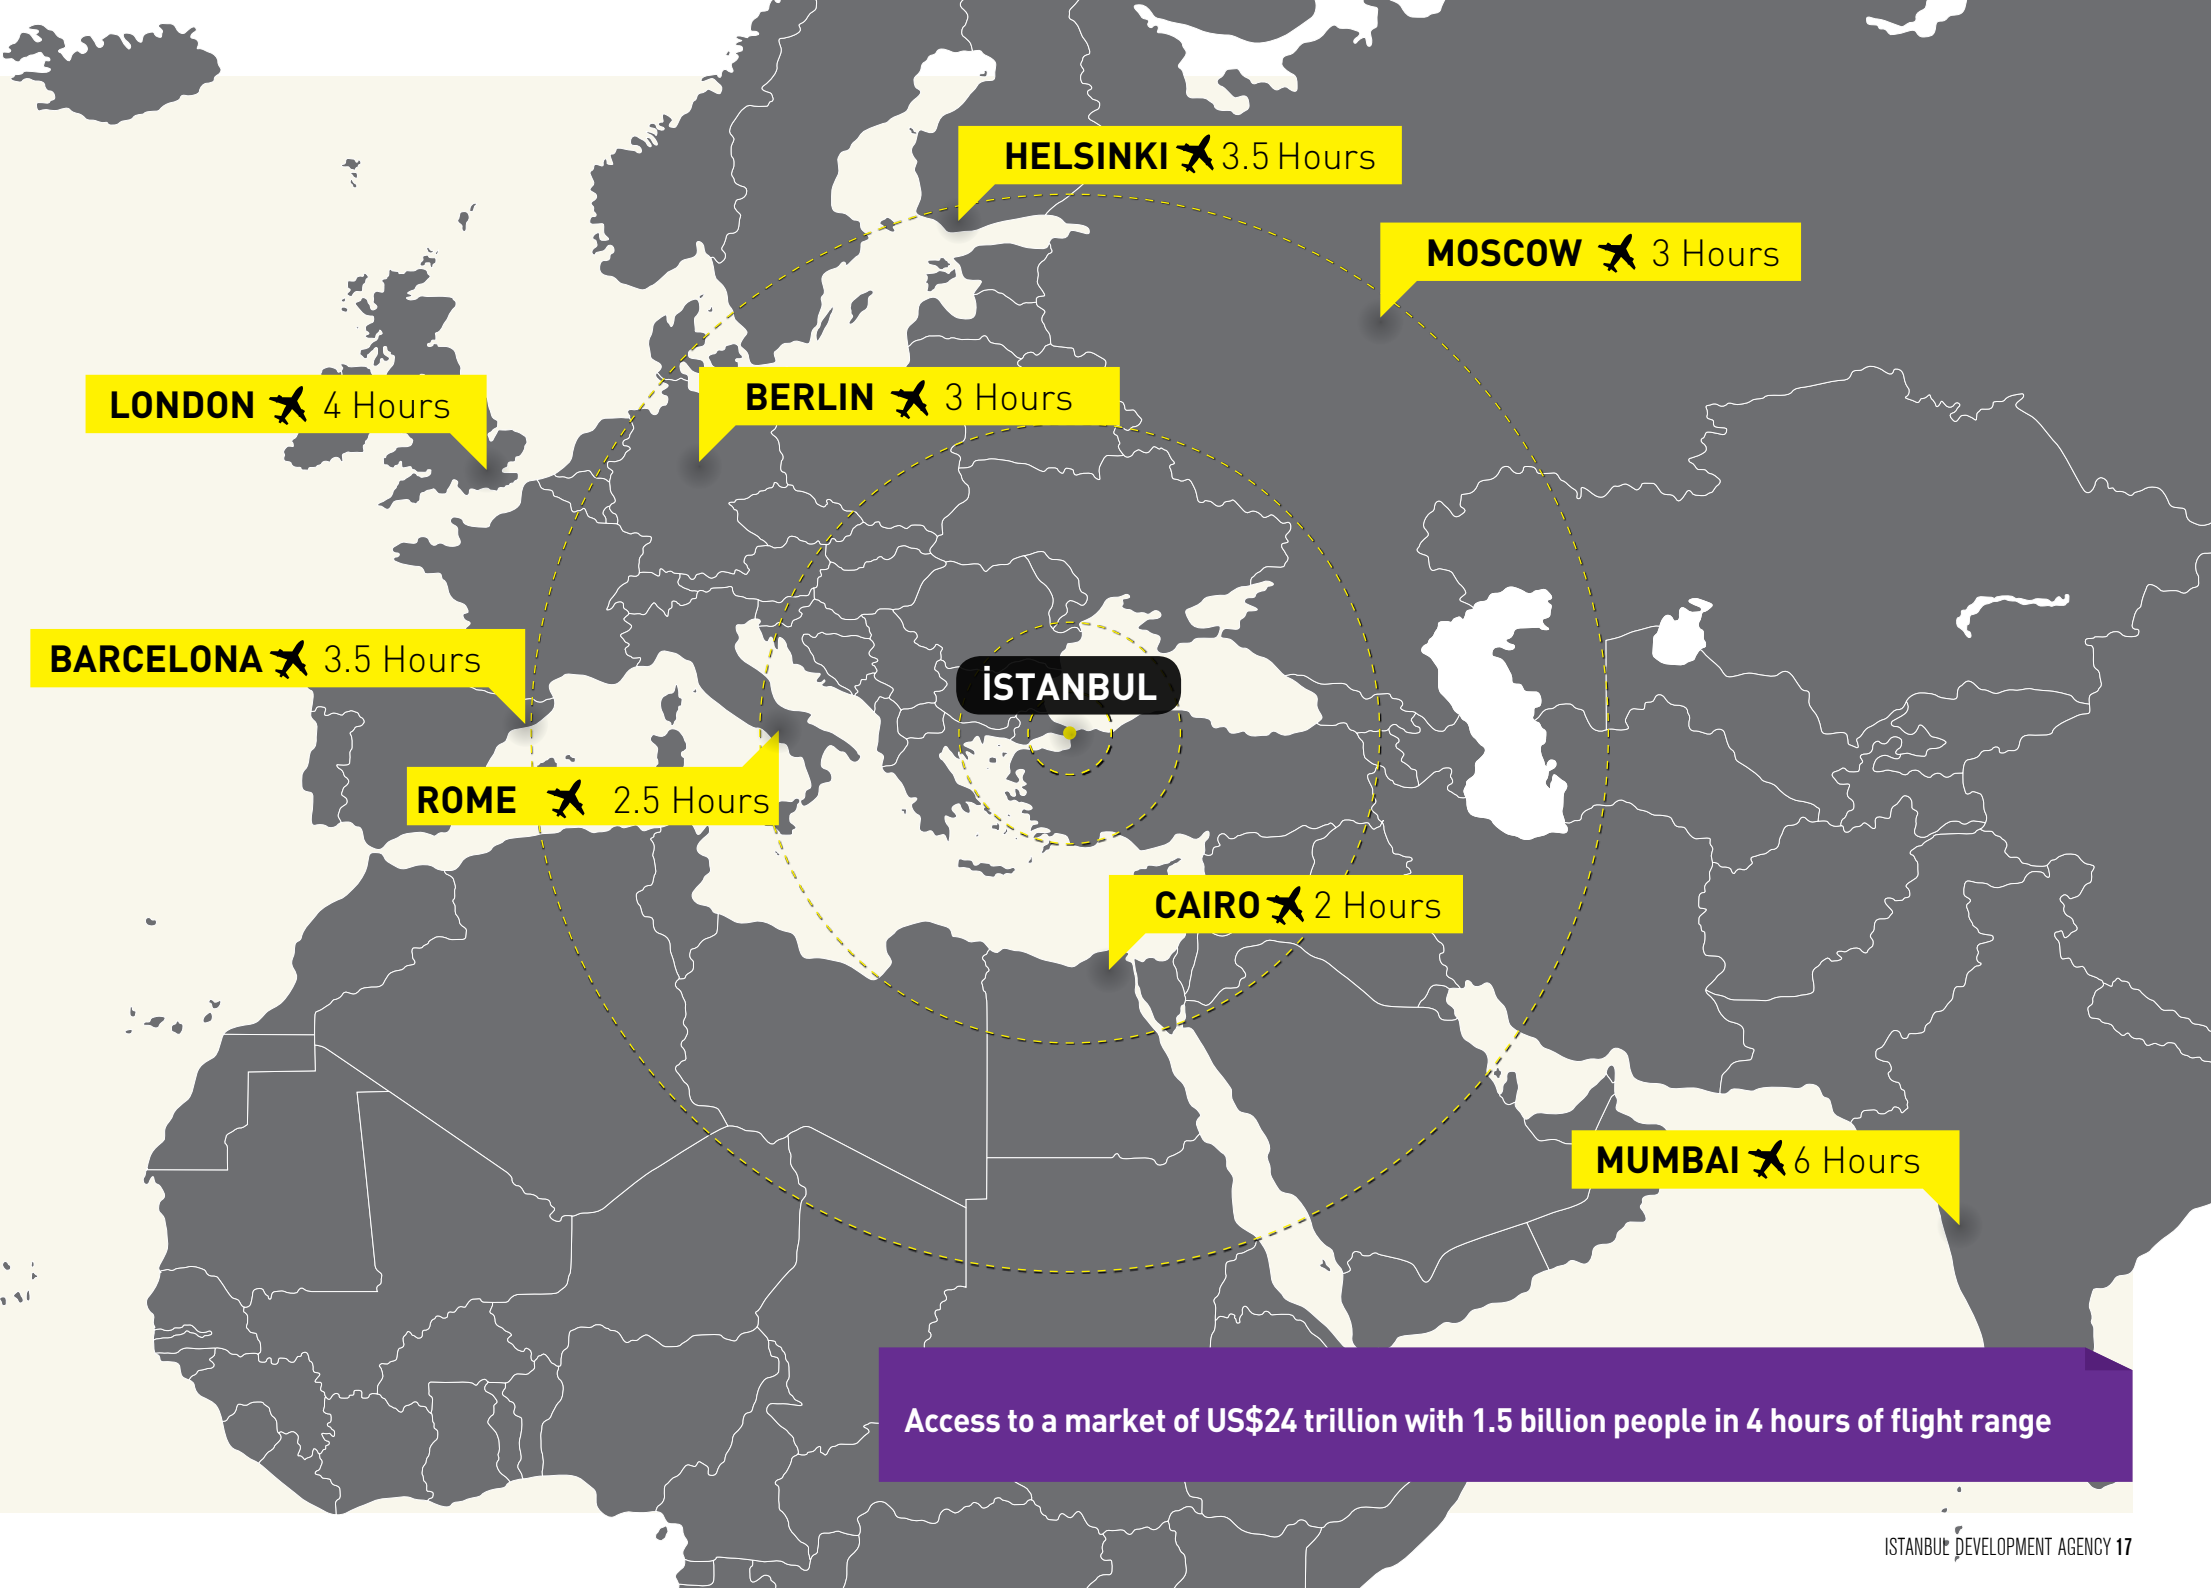 HELSINKI 3.5 Hours
MOSCOW 3 Hours
LONDON 4 Hours
BERLIN 3 Hours
BARCELONA 3.5 Hours
İSTANBUL
ROME 2.5 Hours
CAIRO 2 Hours
MUMBAI 6 Hours
Access to a market of US$24 trillion with 1.5 billion people in 4 hours of flight range
ISTANBUL DEVELOPMENT AGENCY 17